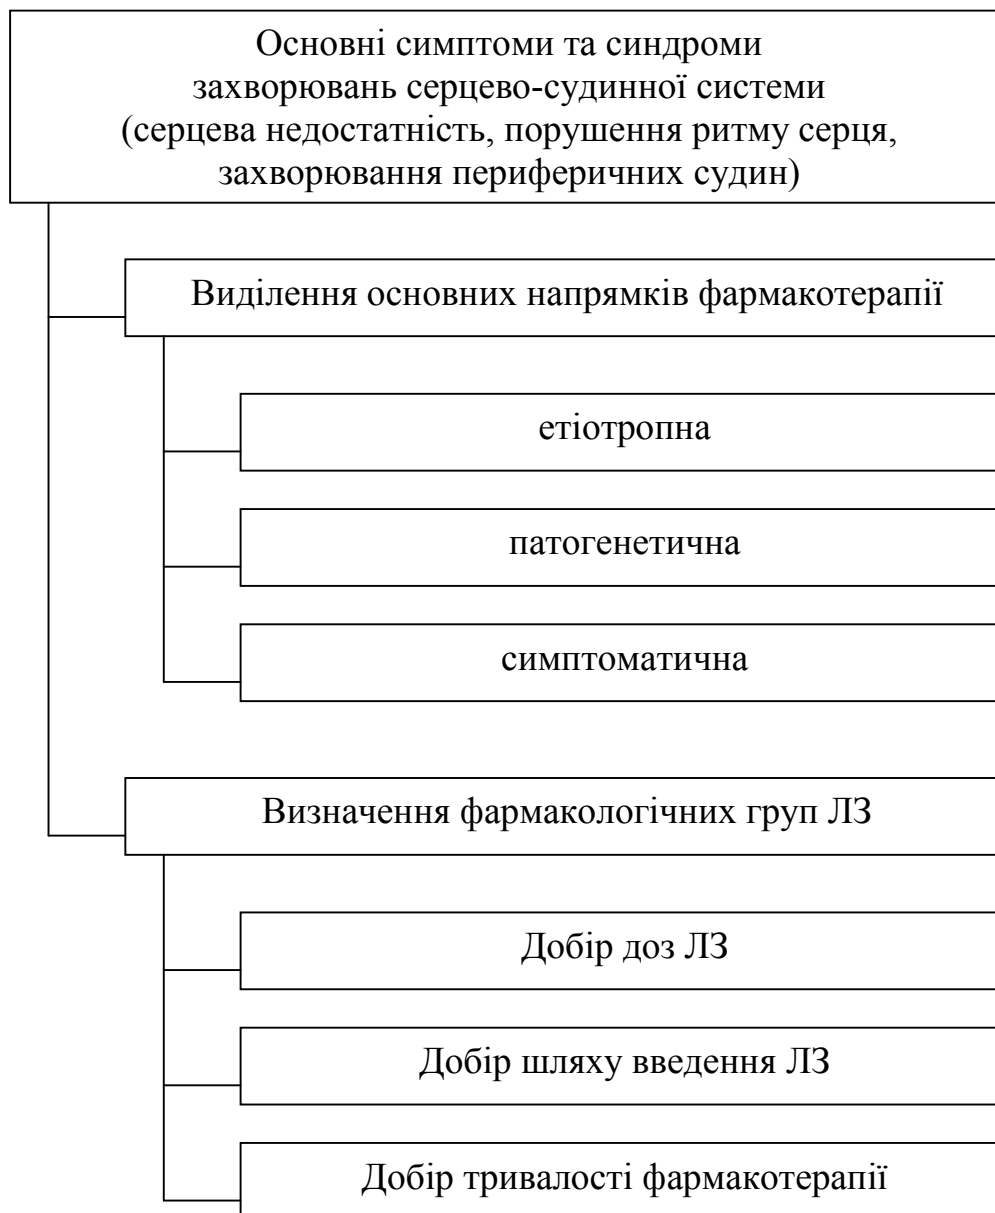 Основні симптоми та синдроми
захворювань серцево-судинної системи
(серцева недостатність, порушення ритму серця,
захворювання периферичних судин)
Виділення основних напрямків фармакотерапії
етіотропна
патогенетична
симптоматична
Визначення фармакологічних груп ЛЗ
Добір доз ЛЗ
Добір шляху введення ЛЗ
Добір тривалості фармакотерапії